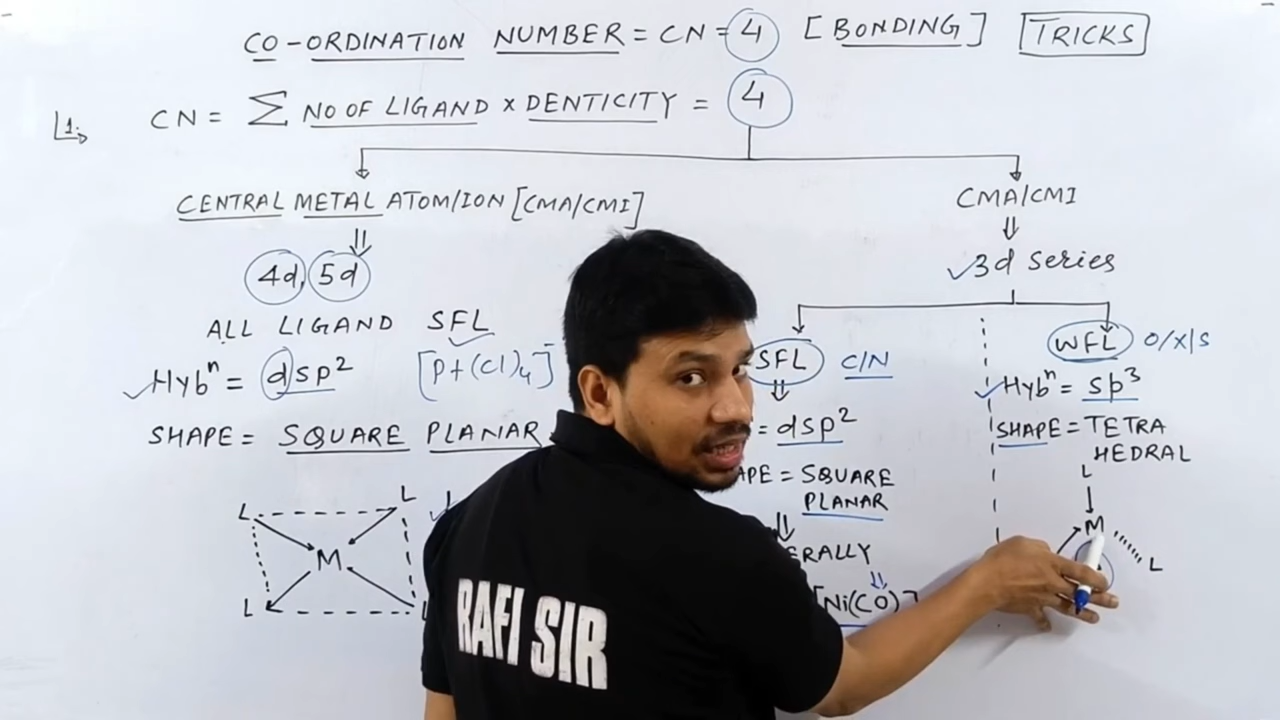 CO-ORDINATION NUMBER = CN = 4 [BONDING] TRICKS
1. CN = Σ NO OF LIGAND × DENTICITY = 4
CENTRAL METAL ATOM/ION [CMA/CMI]
4d, 5d
ALL LIGAND SFL
Hybⁿ = dsp² [Pt(Cl)₄]
SHAPE = SQUARE PLANAR
L L
M
L
CMA/CMI
⇓
3d series
SFL C/N
= dsp²
APE = SQUARE
PLANAR
ERALLY
[Ni(CO)
WFL O/X/S
Hybⁿ = sp³
SHAPE = TETRA
HEDRAL
L
M
L
RAFI SIR